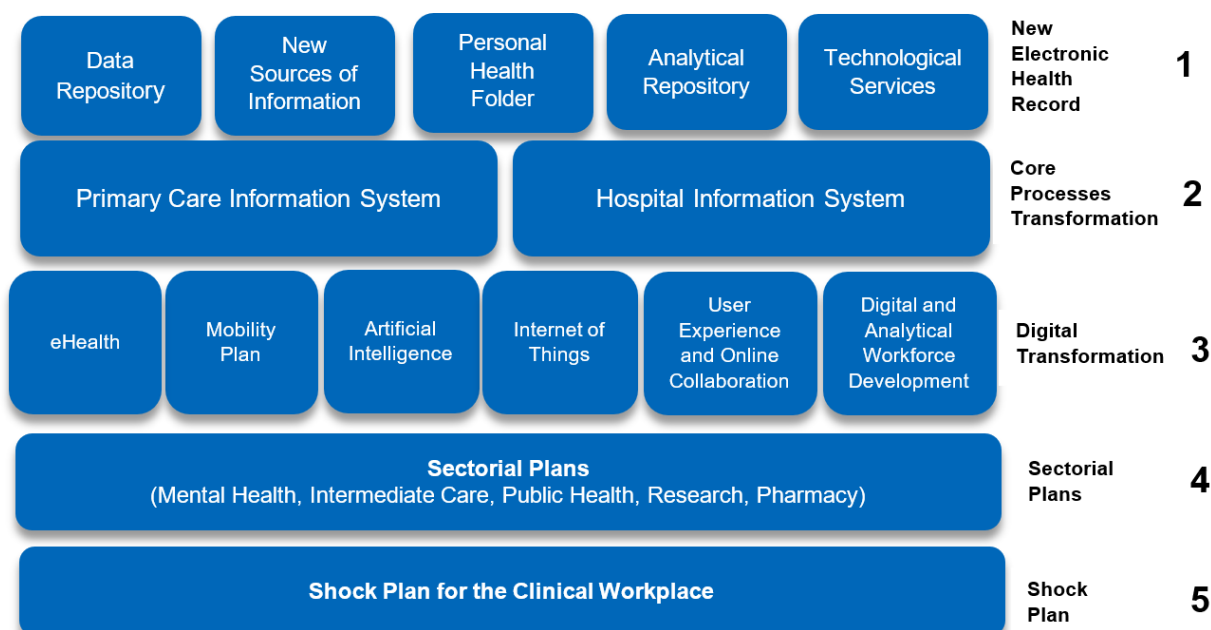 Data
Repository
New
Sources of
Information
Personal
Health
Folder
Analytical
Repository
Technological
Services
New
Electronic
Health
Record
1
Primary Care Information System
Hospital Information System
Core
Processes
Transformation
2
eHealth
Mobility
Plan
Artificial
Intelligence
Internet of
Things
User
Experience
and Online
Collaboration
Digital and
Analytical
Workforce
Development
Digital
Transformation
3
Sectorial Plans
(Mental Health, Intermediate Care, Public Health, Research, Pharmacy)
Sectorial
Plans
4
Shock Plan for the Clinical Workplace
Shock
Plan
5